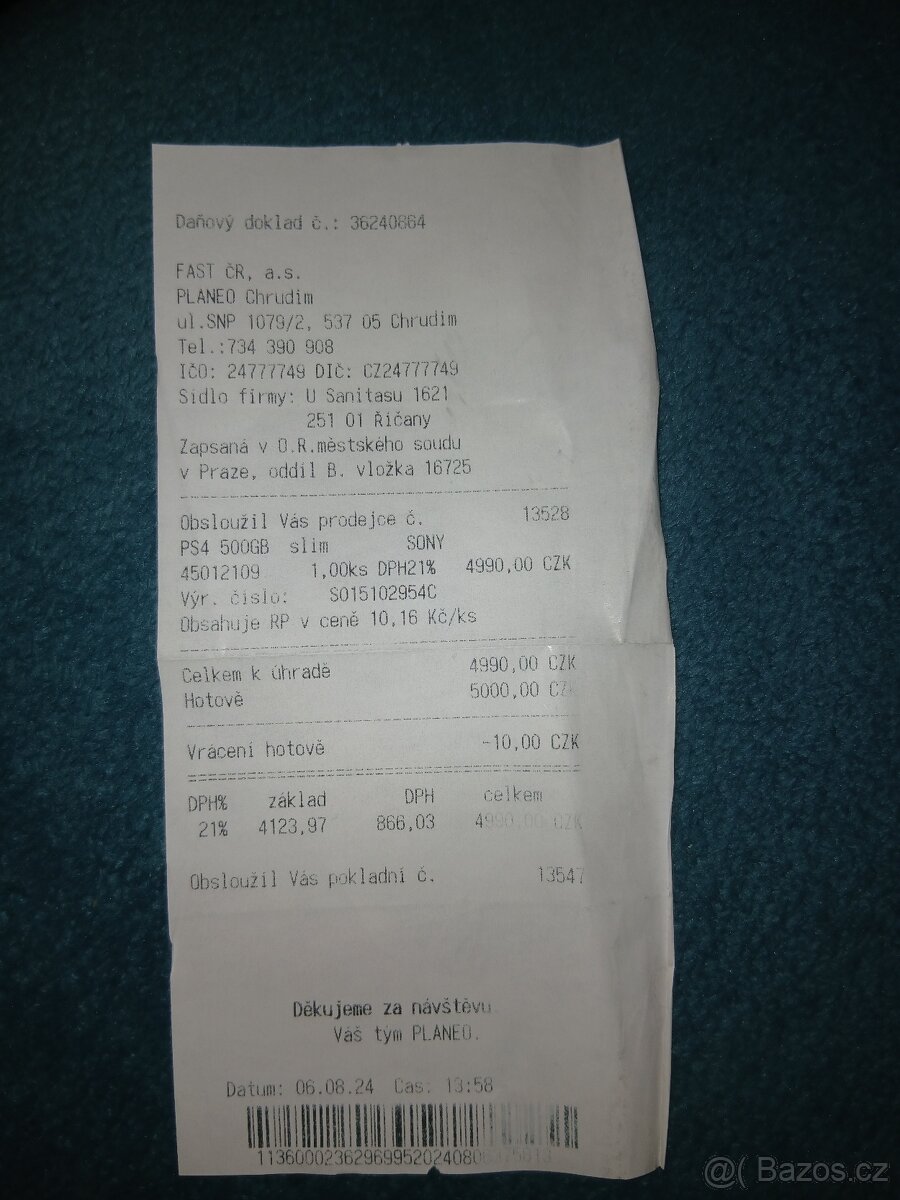 Daňový doklad č.: 36240864
FAST ČR, a.s.
PLANEO Chrudim
ul.SNP 1079/2, 537 05 Chrudim
Tel.:734 390 908
IČO: 24777749 DIČ: CZ24777749
Sídlo firmy: U Sanitasu 1621
251 01 Říčany
Zapsaná v O.R.městského soudu
v Praze, oddíl B. vložka 16725
Obsloužil Vás prodejce č. 13528
PS4 500GB slim SONY
45012109 1,00ks DPH21% 4990,00 CZK
Výr. číslo: S015102954C
Obsahuje RP v ceně 10,16 Kč/ks
Celkem k úhradě 4990,00 CZK
Hotově 5000,00 CZK
Vrácení hotově -10,00 CZK
DPH% základ DPH celkem
21% 4123,97 866,03 4990,00 CZK
Obsloužil Vás pokladní č. 13547
Děkujeme za návštěvu
Váš tým PLANEO.
Datum: 06.08.24 Čas: 13:58
@( Bazos.cz